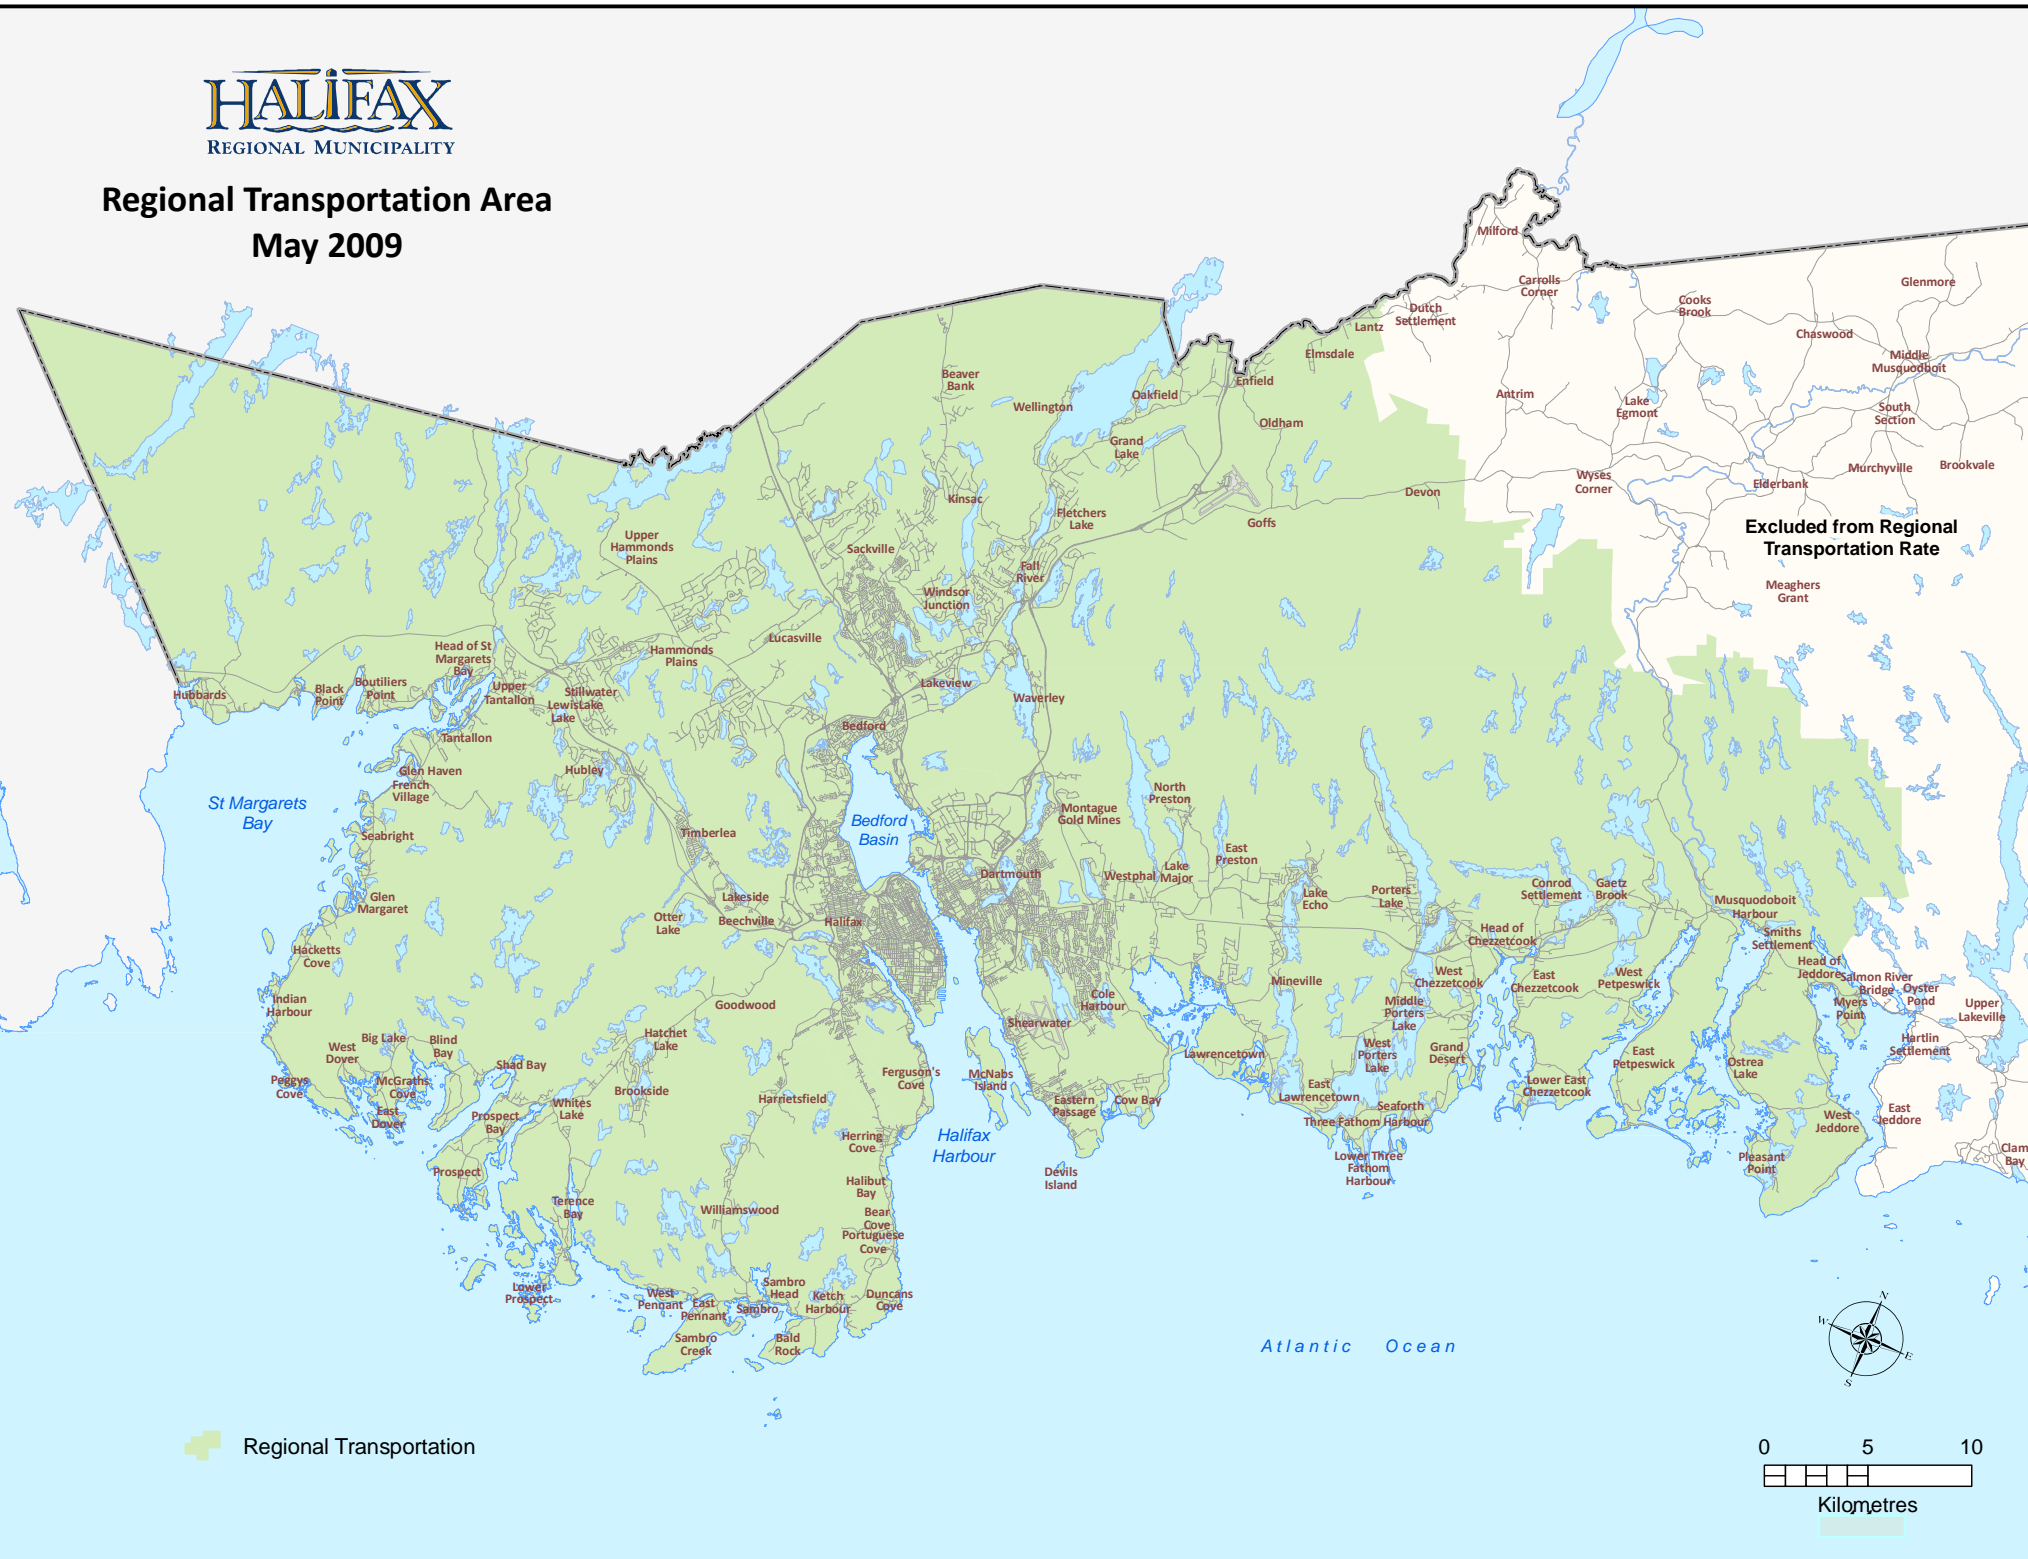 HALIFAX
REGIONAL MUNICIPALITY
Regional Transportation Area
May 2009
Milford
Carrolls
Corner
Glenmore
Cooks
Brook
Dutch
Settlement
Lantz
Chaswood
Elmsdale
Middle
Musquodboit
Beaver
Bank
Enfield
Oakfield
Antrim
Wellington
Lake
Egmont
South
Section
Oldham
Grand
Lake
Murchyville
Brookvale
Wyses
Corner
Elderbank
Devon
Kinsac
Fletchers
Lake
Goffs
Excluded from Regional
Transportation Rate
Upper
Hammonds
Plains
Sackville
Fall
River
Meaghers
Grant
Windsor
Junction
Lucasville
Head of St
Margarets
Bay
Hammonds
Plains
Hubbards
Black
Point
Boutiliers
Point
Upper
Tantallon
Stillwater
Lake
Lewis
Lake
Lakeview
Waverley
Bedford
Tantallon
Glen Haven
French
Village
Hubley
St Margarets
Bay
North
Preston
Montague
Gold Mines
Bedford
Basin
Seabright
Timberlea
East
Preston
Dartmouth
Westphal
Lake
Major
Glen
Margaret
Lakeside
Beechville
Otter
Lake
Halifax
Lake
Echo
Porters
Lake
Conrod
Settlement
Gaetz
Brook
Musquodoboit
Harbour
Head of
Chezzetcook
Smiths
Settlement
Hacketts
Cove
Head of
Jeddore
Salmon River
Bridge
Oyster
Pond
Myers
Point
Upper
Lakeville
West
Chezzetcook
East
Chezzetcook
West
Petpeswick
Mineville
Indian
Harbour
Goodwood
Cole
Harbour
Middle
Porters
Lake
Shearwater
Hartlin
Settlement
Big Lake
Blind
Bay
West
Dover
Hatchet
Lake
Lawrencetown
West
Porters
Lake
Grand
Desert
East
Petpeswick
Ostrea
Lake
Shad Bay
Peggys
Cove
McGraths
Cove
Ferguson's
Cove
McNabs
Island
Brookside
Harrietsfield
East
Lawrencetown
Lower East
Chezzetcook
East
Dover
Prospect
Bay
Whites
Lake
Eastern
Passage
Cow Bay
Seaforth
Three Fathom Harbour
West
Jeddore
East
Jeddore
Herring
Cove
Halifax
Harbour
Clam
Bay
Prospect
Devils
Island
Lower Three
Fathom
Harbour
Pleasant
Point
Halibut
Bay
Terence
Bay
Williamswood
Bear
Cove
Portuguese
Cove
Lower
Prospect
West
Pennant
East
Pennant
Sambro
Sambro
Head
Ketch
Harbour
Duncans
Cove
Sambro
Creek
Bald
Rock
Atlantic Ocean
N
W
E
S
Regional Transportation
0 5 10
Kilometres